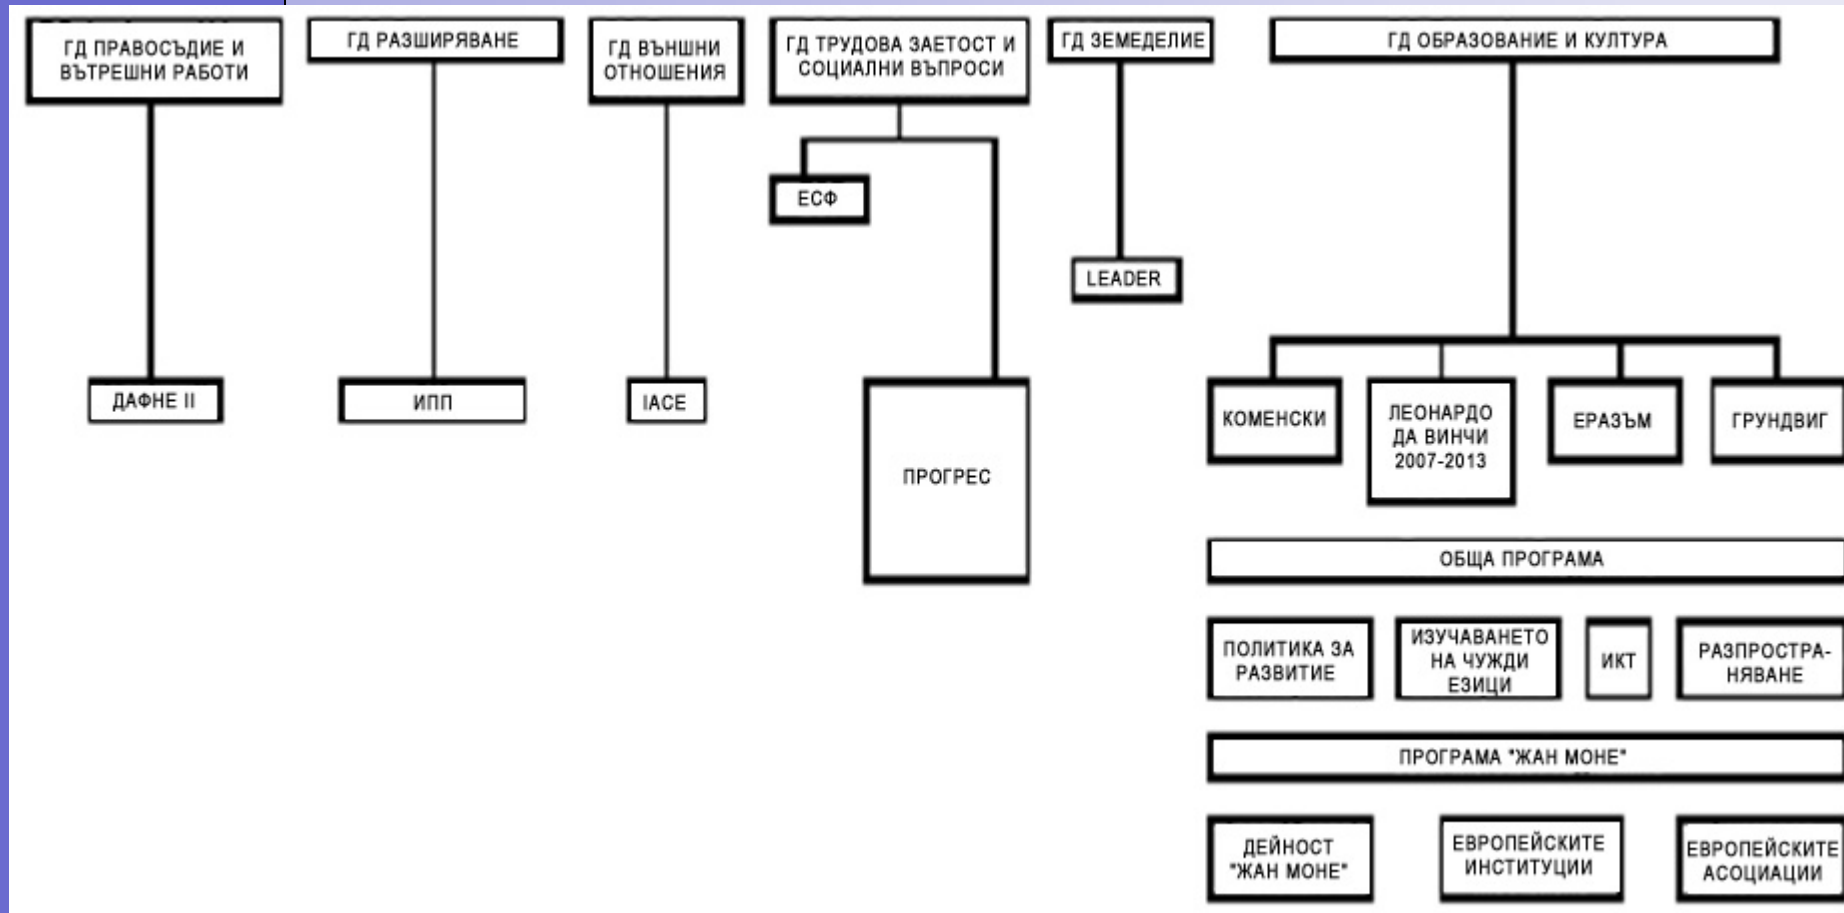 ГД ПРАВОСЪДИЕ И
ВЪТРЕШНИ РАБОТИ
ГД РАЗШИРЯВАНЕ
ГД ВЪНШНИ
ОТНОШЕНИЯ
ГД ТРУДОВА ЗАЕТОСТ И
СОЦИАЛНИ ВЪПРОСИ
ГД ЗЕМЕДЕЛИЕ
ГД ОБРАЗОВАНИЕ И КУЛТУРА
ЕСФ
LEADER
ДАФНЕ II
ИПП
IACE
ПРОГРЕС
КОМЕНСКИ
ЛЕОНАРДО
ДА ВИНЧИ
2007-2013
ЕРАЗЪМ
ГРУНДВИГ
ОБЩА ПРОГРАМА
ПОЛИТИКА ЗА
РАЗВИТИЕ
ИЗУЧАВАНЕТО
НА ЧУЖДИ
ЕЗИЦИ
ИКТ
РАЗПРОСТРА-
НЯВАНЕ
ПРОГРАМА "ЖАН МОНЕ"
ДЕЙНОСТ
"ЖАН МОНЕ"
ЕВРОПЕЙСКИТЕ
ИНСТИТУЦИИ
ЕВРОПЕЙСКИТЕ
АСОЦИАЦИИ